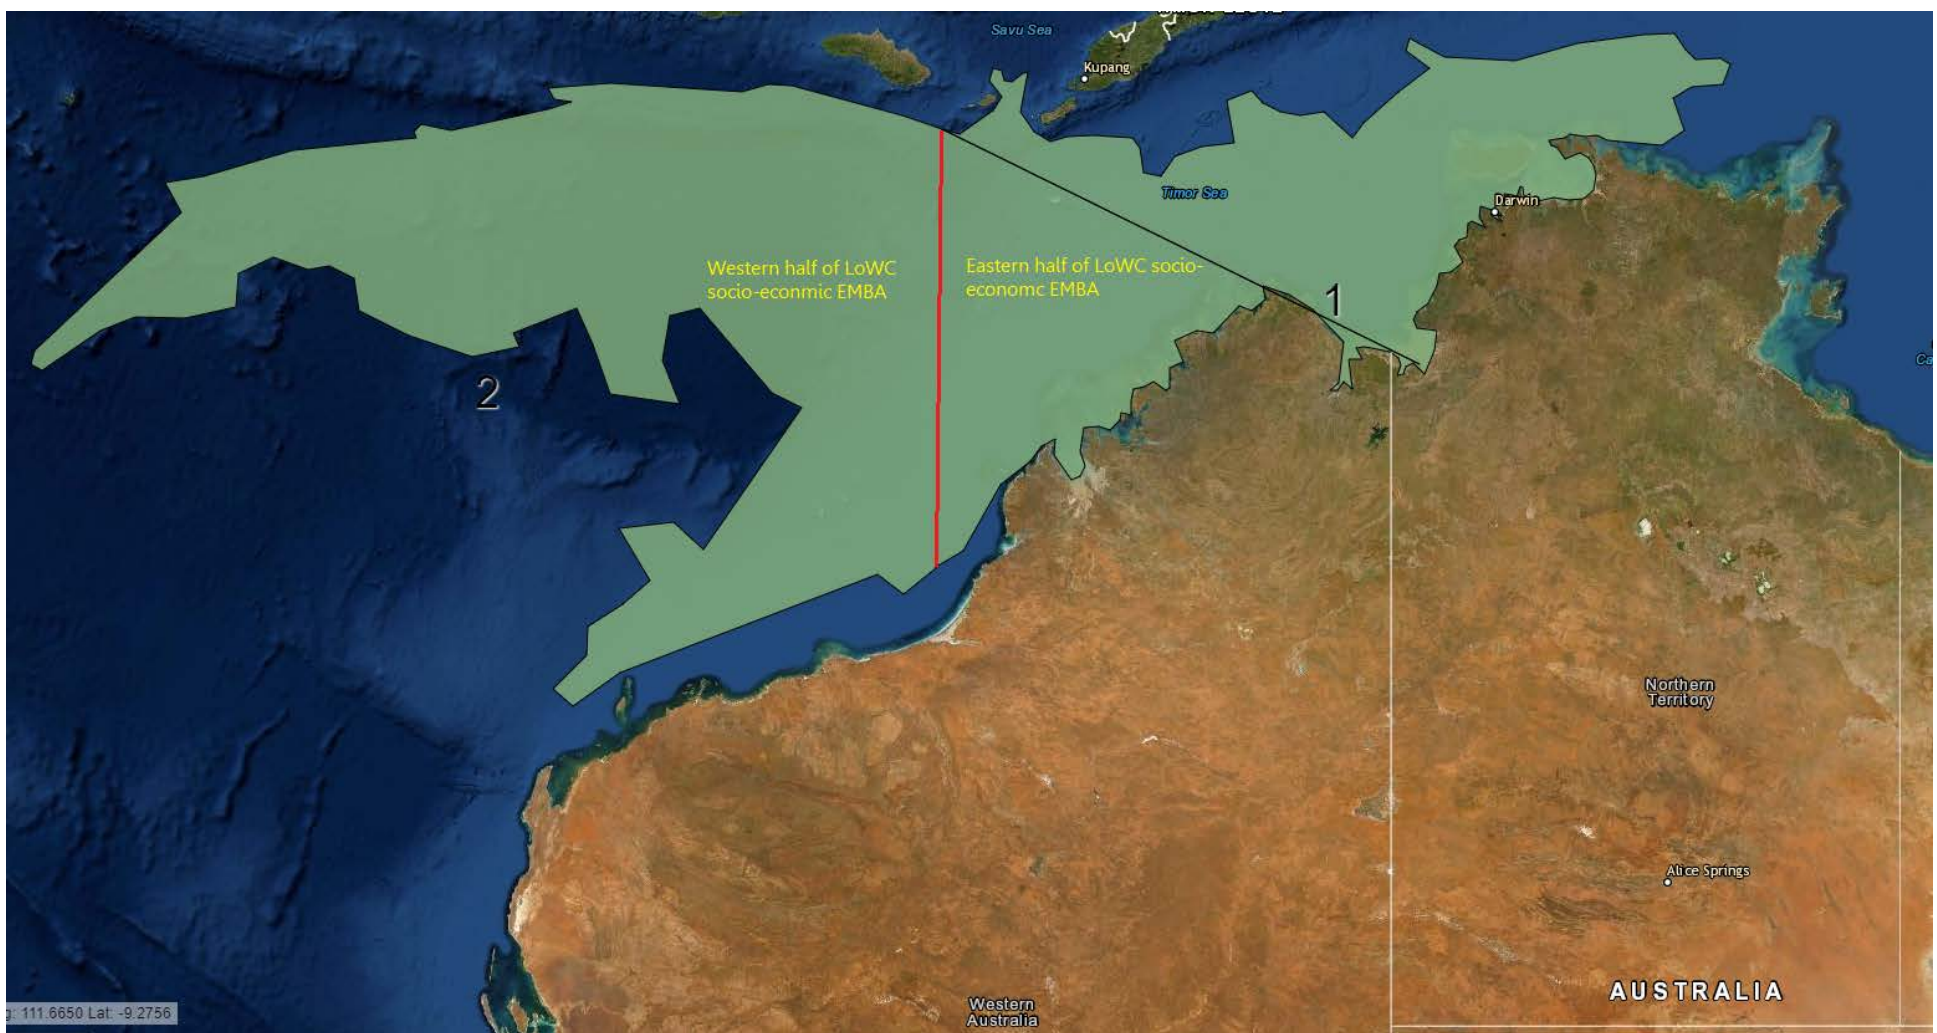 Savu Sea
Kupang
Timor Sea
Darwin
Western half of LoWC
socio-econmic EMBA
Eastern half of LoWC socio-
economc EMBA
1
2
Ca
Northern
Territory
Alice Springs
AUSTRALIA
Western
Australia
g: 111.6650 Lat: -9.2756